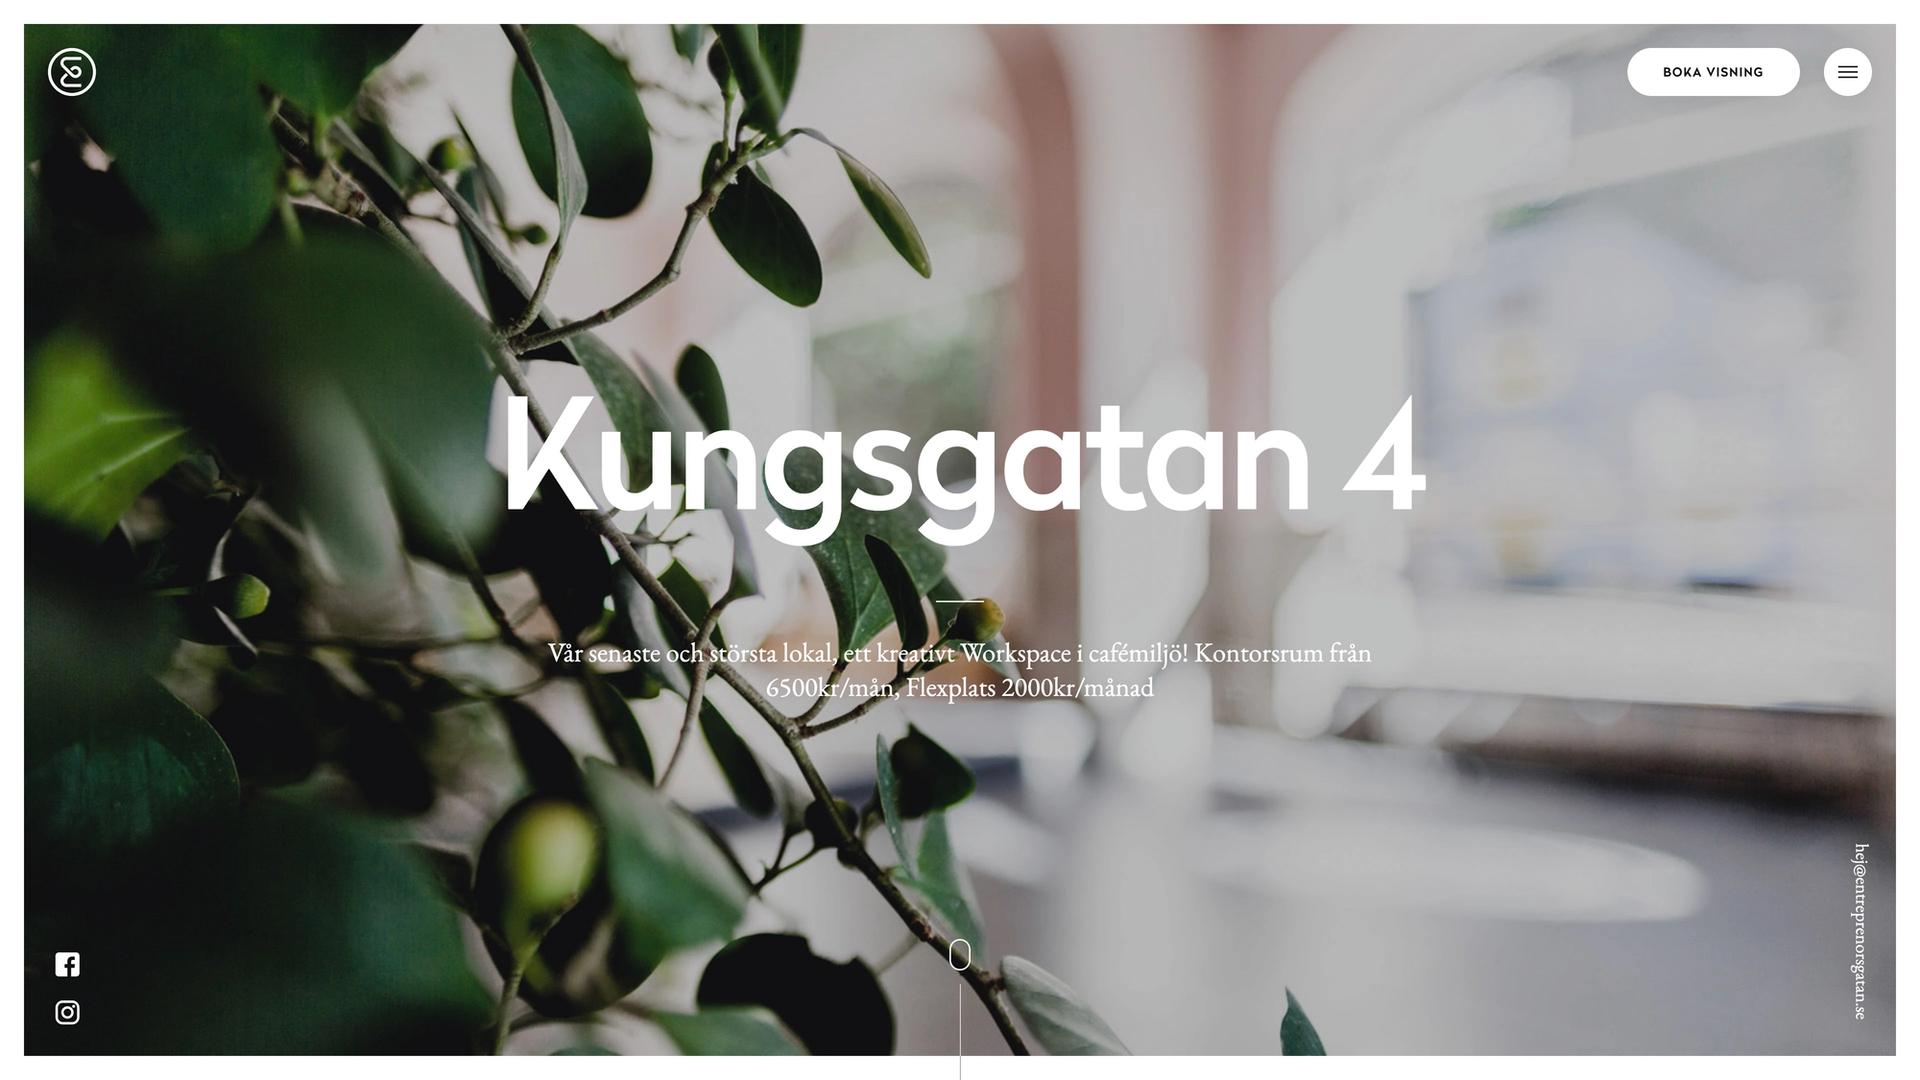 BOKA VISNING
Kungsgatan 4
Vår senaste och största lokal, ett kreativt Workspace i cafémiljö! Kontorsrum från
6500kr/mån, Flexplats 2000kr/månad
hej@entreprenorsgatan.se